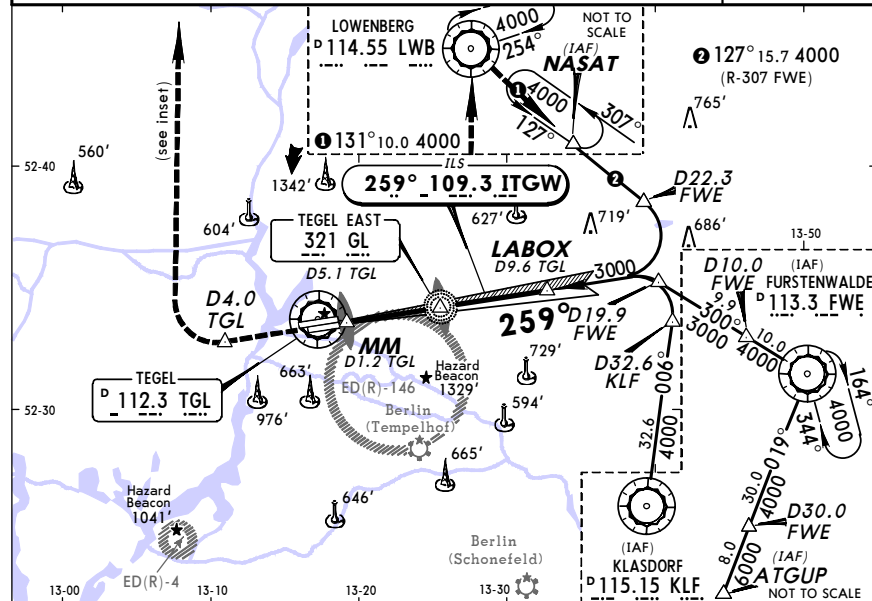 LOWENBERG
D 114.55 LWB
4000
254°
NOT TO
SCALE
(IAF)
NASAT
❷ 127° 15.7 4000
(R-307 FWE)
❶
4000
307°
127°
765'
❶ 131° 10.0 4000
(see inset)
560'
52-40
1342'
ILS
259° 109.3 ITGW
❷
D22.3
FWE
604'
TEGEL EAST
321 GL
D5.1 TGL
627'
719'
686'
13-50
LABOX
D9.6 TGL
3000
D10.0
FWE
(IAF)
FURSTENWALDE
D 113.3 FWE
D4.0
TGL
259°
D19.9
FWE
9.9
300°
3000
10.0
4000
MM
D1.2 TGL
D32.6
KLF
TEGEL
D 112.3 TGL
663'
ED(R)-146
Hazard
Beacon
1329'
729'
164°
4000
344°
52-30
976'
Berlin
(Tempelhof)
594'
006°
32.6
4000
019°
30.0
4000
665'
Hazard
Beacon
1041'
646'
D30.0
FWE
ED(R)-4
Berlin
(Schonefeld)
(IAF)
KLASDORF
D 115.15 KLF
8.0
6000
(IAF)
ATGUP
NOT TO SCALE
13-00
13-10
13-20
13-30